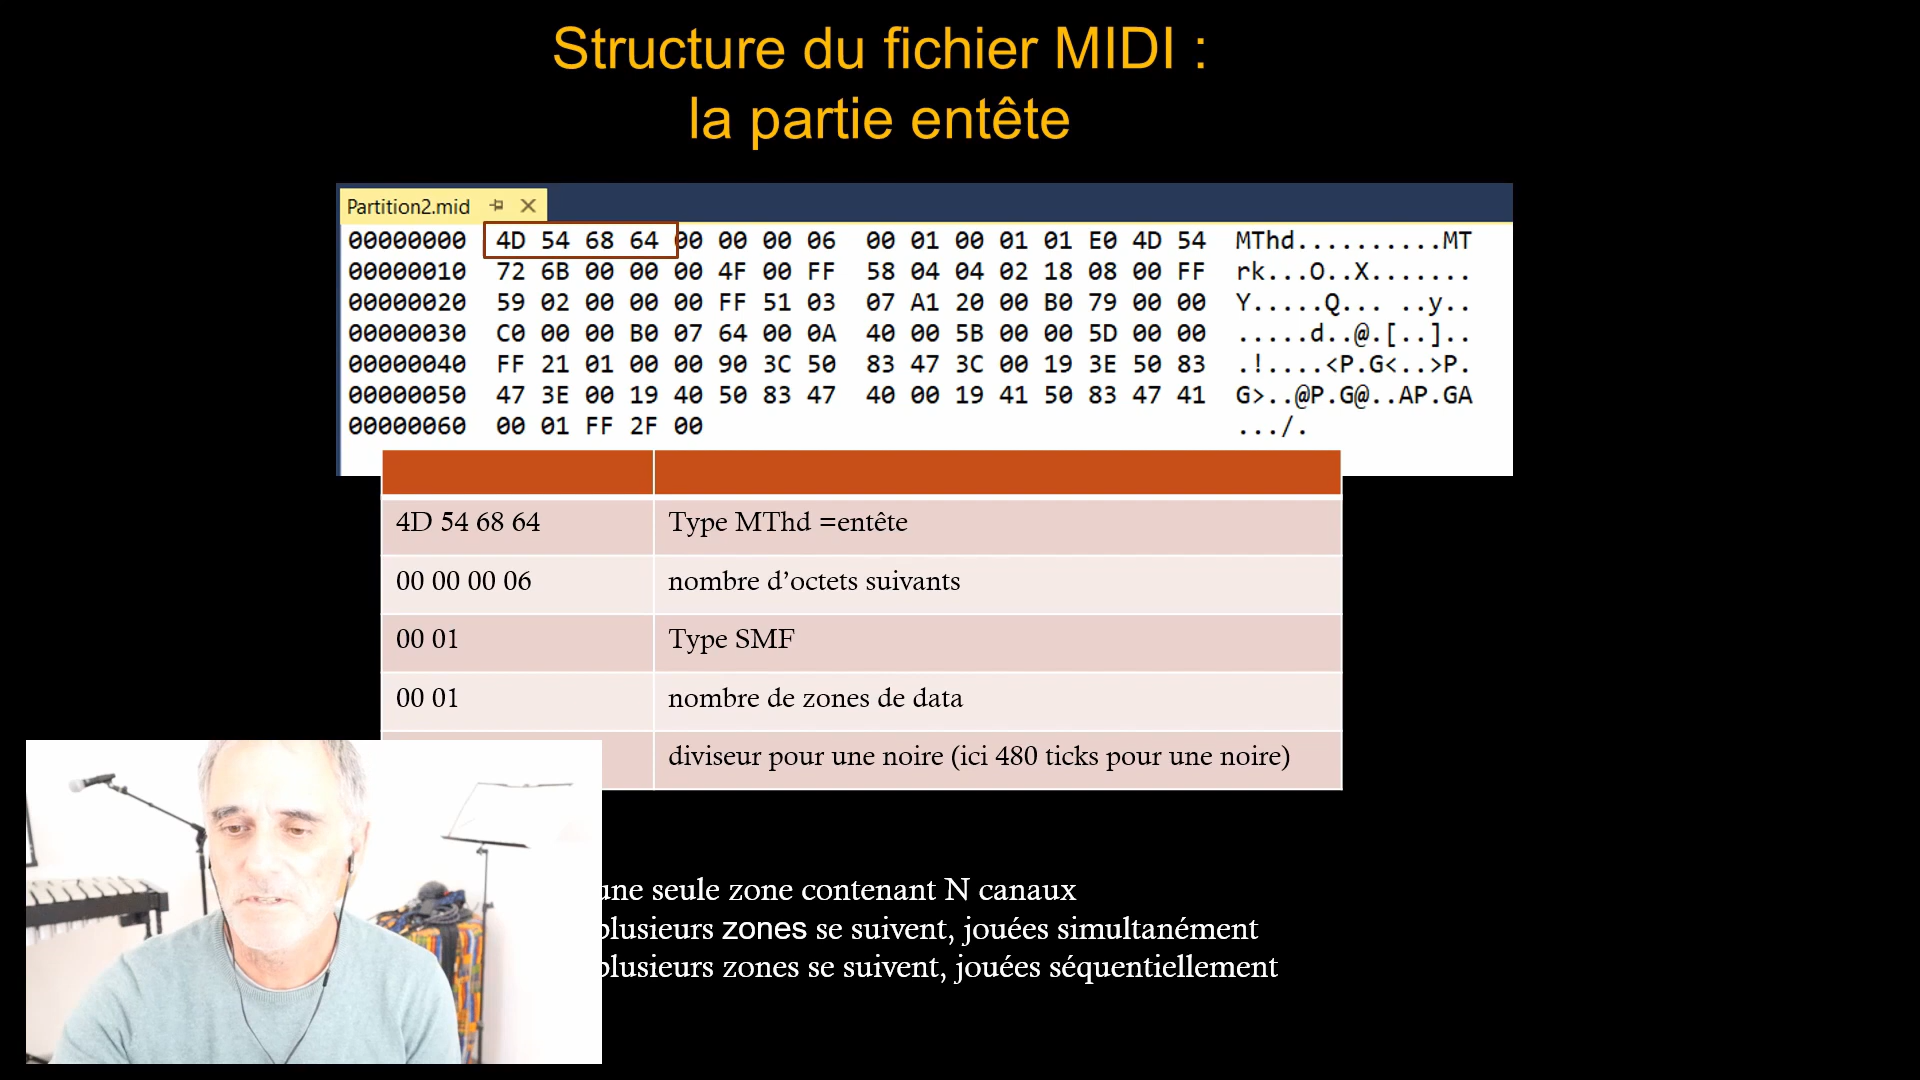 Structure du fichier MIDI :
la partie entête
Partition2.mid
00000000 4D 54 68 64 00 00 00 06 00 01 00 01 01 E0 4D 54 MThd..........MT
00000010 72 6B 00 00 00 4F 00 FF 58 04 04 02 18 08 00 FF rk...O..X.......
00000020 59 02 00 00 00 FF 51 03 07 A1 20 00 B0 79 00 00 Y.....Q... ..y..
00000030 C0 00 00 B0 07 64 00 0A 40 00 5B 00 00 5D 00 00 .....d..@.[..]..
00000040 FF 21 01 00 00 90 3C 50 83 47 3C 00 19 3E 50 83 .!....<P.G<..>P.
00000050 47 3E 00 19 40 50 83 47 40 00 19 41 50 83 47 41 G>..@P.G@..AP.GA
00000060 00 01 FF 2F 00 .../.
4D 54 68 64 Type MThd =entête
00 00 00 06 nombre d’octets suivants
00 01 Type SMF
00 01 nombre de zones de data
diviseur pour une noire (ici 480 ticks pour une noire)
une seule zone contenant N canaux
plusieurs zones se suivent, jouées simultanément
plusieurs zones se suivent, jouées séquentiellement